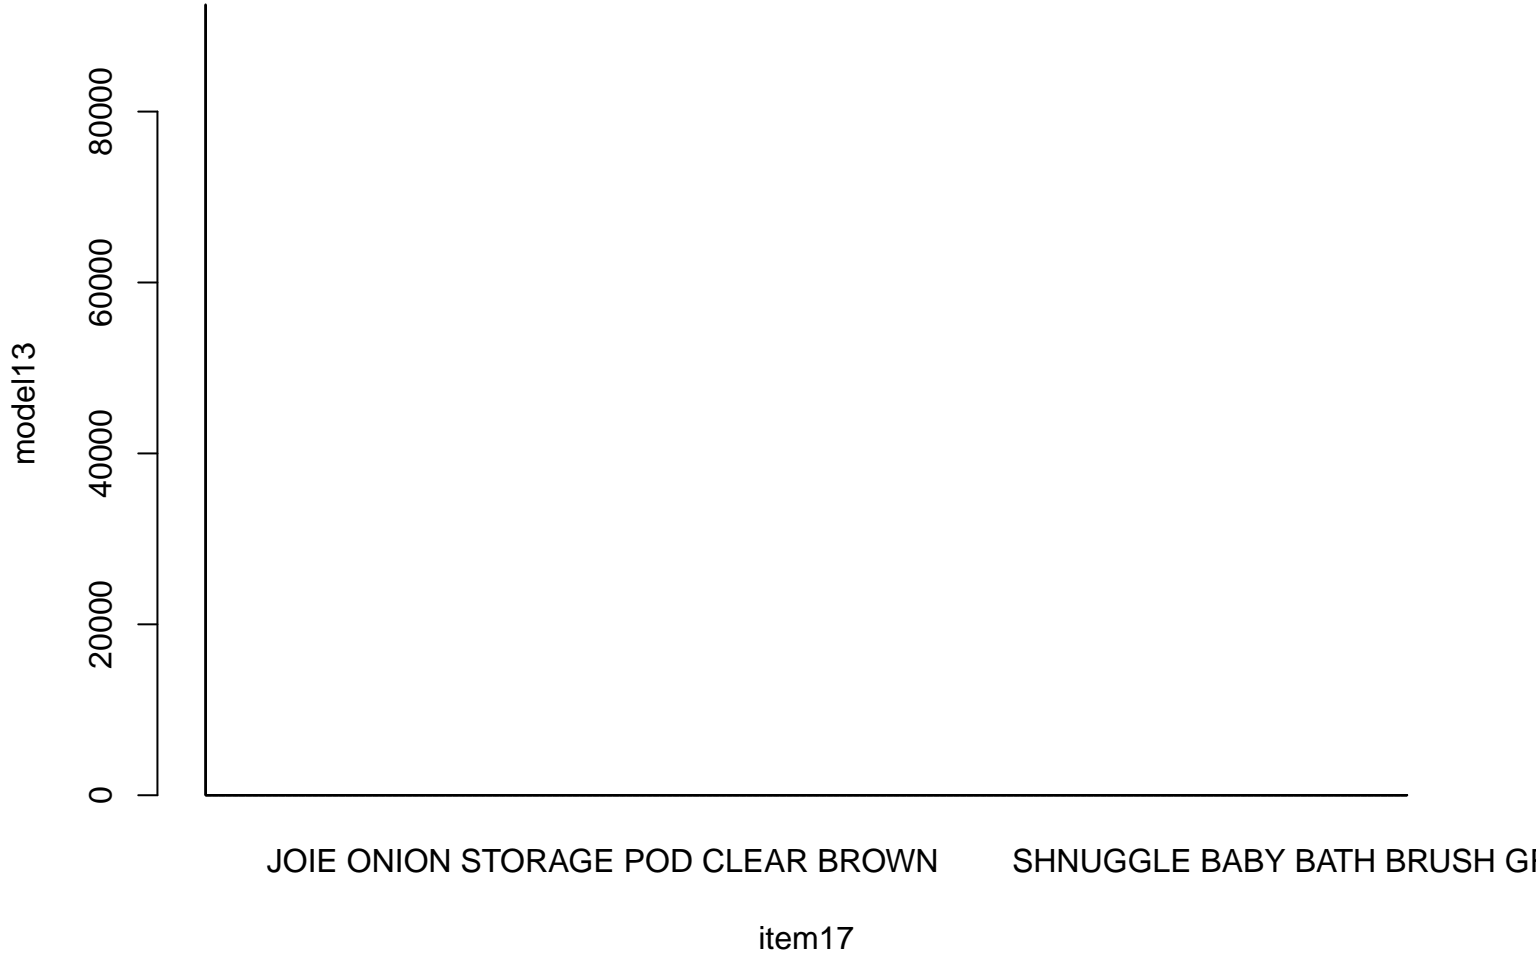 80000
60000
40000
20000
0
model13
JOIE ONION STORAGE POD CLEAR BROWN
SHNUGGLE BABY BATH BRUSH
item17